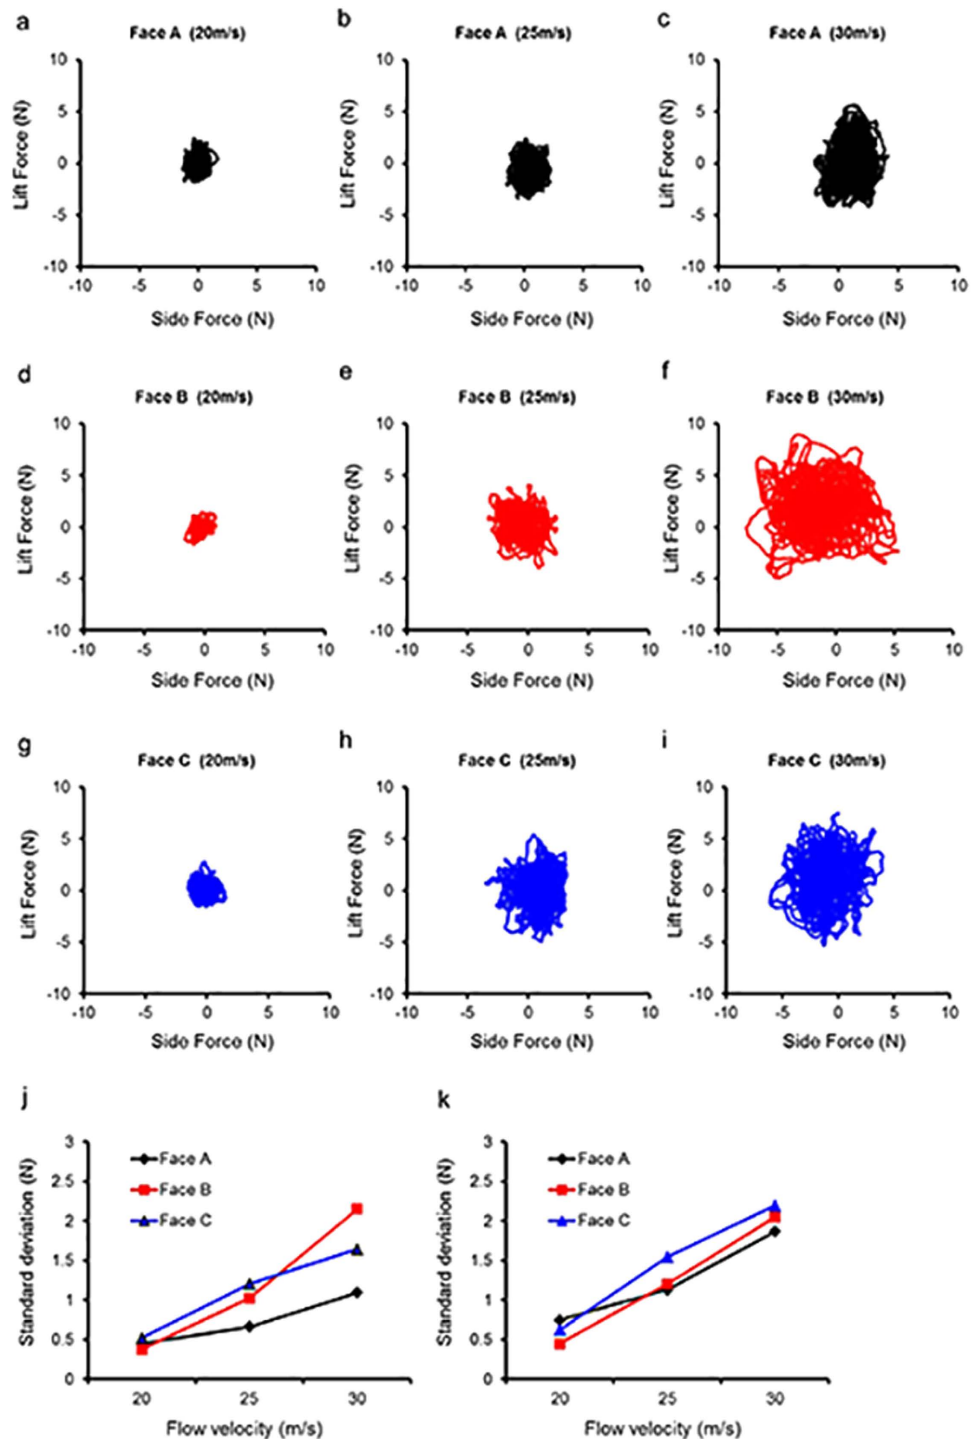 a
b
c
Face A (20m/s)
Face A (25m/s)
Face A (30m/s)
10
5
0
-5
-10
Lift Force (N)
-10 -5 0 5 10
Side Force (N)
10
5
0
-5
-10
Lift Force (N)
-10 -5 0 5 10
Side Force (N)
10
5
0
-5
-10
Lift Force (N)
-10 -5 0 5 10
Side Force (N)
d
e
f
Face B (20m/s)
Face B (25m/s)
Face B (30m/s)
10
5
0
-5
-10
Lift Force (N)
-10 -5 0 5 10
Side Force (N)
10
5
0
-5
-10
Lift Force (N)
-10 -5 0 5 10
Side Force (N)
10
5
0
-5
-10
Lift Force (N)
-10 -5 0 5 10
Side Force (N)
g
h
i
Face C (20m/s)
Face C (25m/s)
Face C (30m/s)
10
5
0
-5
-10
Lift Force (N)
-10 -5 0 5 10
Side Force (N)
10
5
0
-5
-10
Lift Force (N)
-10 -5 0 5 10
Side Force (N)
10
5
0
-5
-10
Lift Force (N)
-10 -5 0 5 10
Side Force (N)
j
3
2.5
2
1.5
1
0.5
0
Standard deviation (N)
Face A
Face B
Face C
20 25 30
Flow velocity (m/s)
k
3
2.5
2
1.5
1
0.5
0
Standard deviation (N)
Face A
Face B
Face C
20 25 30
Flow velocity (m/s)